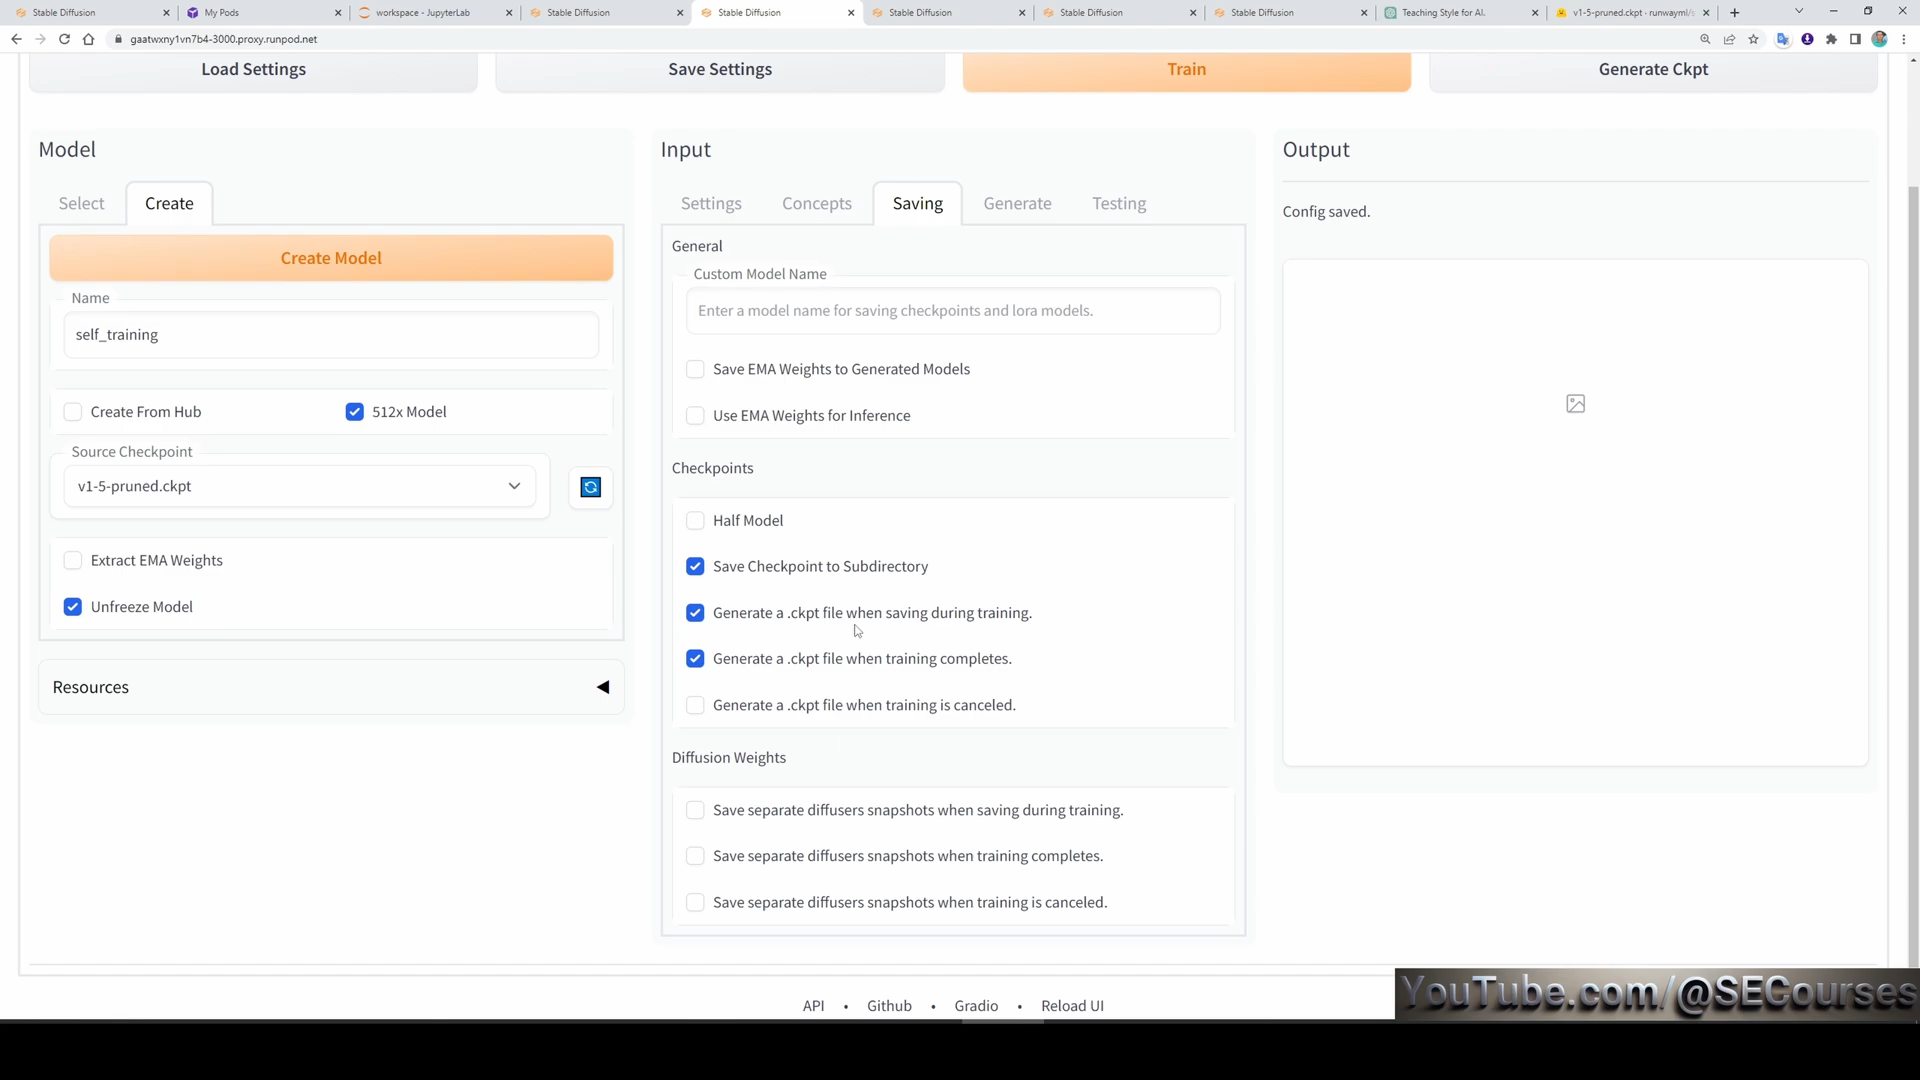 Stable Diffusion
My Pods
workspace - JupyterLab
Stable Diffusion
Stable Diffusion
Stable Diffusion
Stable Diffusion
Stable Diffusion
Teaching Style for AI.
v1-5-pruned.ckpt · runwayml/s
gaatwxny1vn7b4-3000.proxy.runpod.net
Load Settings
Save Settings
Train
Generate Ckpt
Model
Select
Create
Create Model
Name
self_training
Create From Hub
512x Model
Source Checkpoint
v1-5-pruned.ckpt
Extract EMA Weights
Unfreeze Model
Resources
Input
Settings
Concepts
Saving
Generate
Testing
General
Custom Model Name
Enter a model name for saving checkpoints and lora models.
Save EMA Weights to Generated Models
Use EMA Weights for Inference
Checkpoints
Half Model
Save Checkpoint to Subdirectory
Generate a .ckpt file when saving during training.
Generate a .ckpt file when training completes.
Generate a .ckpt file when training is canceled.
Diffusion Weights
Save separate diffusers snapshots when saving during training.
Save separate diffusers snapshots when training completes.
Save separate diffusers snapshots when training is canceled.
Output
Config saved.
API • Github • Gradio • Reload UI
YouTube.com/@SECourses